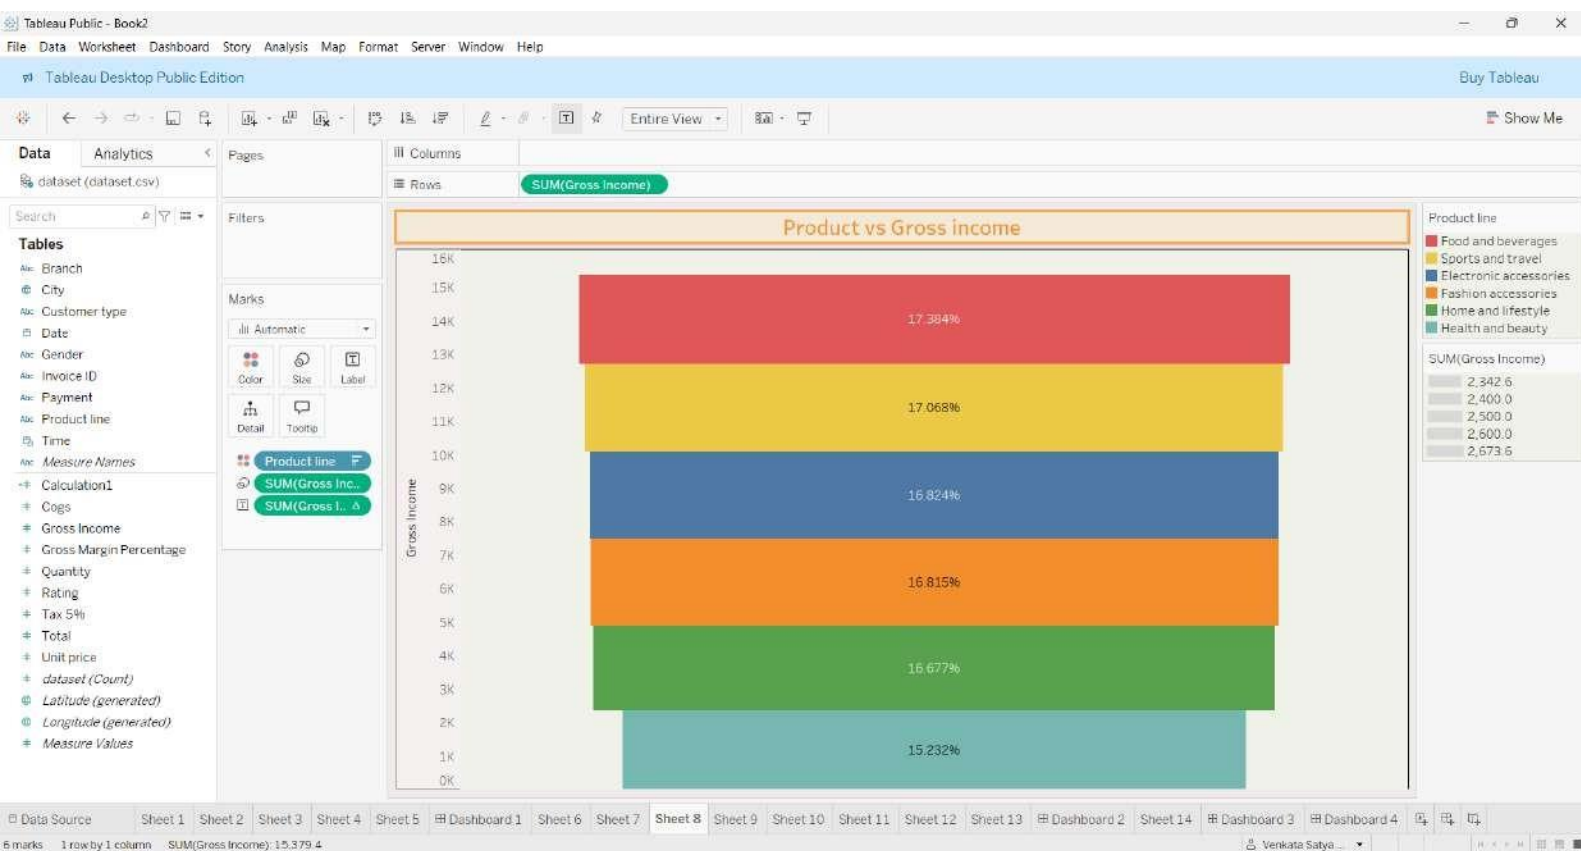 Tableau Public - Book2
File Data Worksheet Dashboard Story Analysis Map Format Server Window Help
Tableau Desktop Public Edition Buy Tableau
Entire View Show Me
Data Analytics Pages Columns
dataset (dataset.csv) Rows SUM(Gross Income)
Search Filters
Product vs Gross income
Tables
Abc Branch
City
Abc Customer type
Date
Abc Gender
Abc Invoice ID
Abc Payment
Abc Product line
Time
Abc Measure Names
Calculation1
Cogs
Gross Income
Gross Margin Percentage
Quantity
Rating
Tax 5%
Total
Unit price
dataset (Count)
Latitude (generated)
Longitude (generated)
Measure Values
Marks
Automatic
Color Size Label
Detail Tooltip
Product line
SUM(Gross Inc..
SUM(Gross I.. Δ
Gross Income
16K
15K
14K
13K
12K
11K
10K
9K
8K
7K
6K
5K
4K
3K
2K
1K
0K
17.384%
17.068%
16.824%
16.815%
16.677%
15.232%
Product line
Food and beverages
Sports and travel
Electronic accessories
Fashion accessories
Home and lifestyle
Health and beauty
SUM(Gross Income)
2,342.6
2,400.0
2,500.0
2,600.0
2,673.6
Data Source Sheet 1 Sheet 2 Sheet 3 Sheet 4 Sheet 5 Dashboard 1 Sheet 6 Sheet 7 Sheet 8 Sheet 9 Sheet 10 Sheet 11 Sheet 12 Sheet 13 Dashboard 2 Sheet 14 Dashboard 3 Dashboard 4
6 marks 1 row by 1 column SUM(Gross Income): 15,379.4 Venkata Satya ...